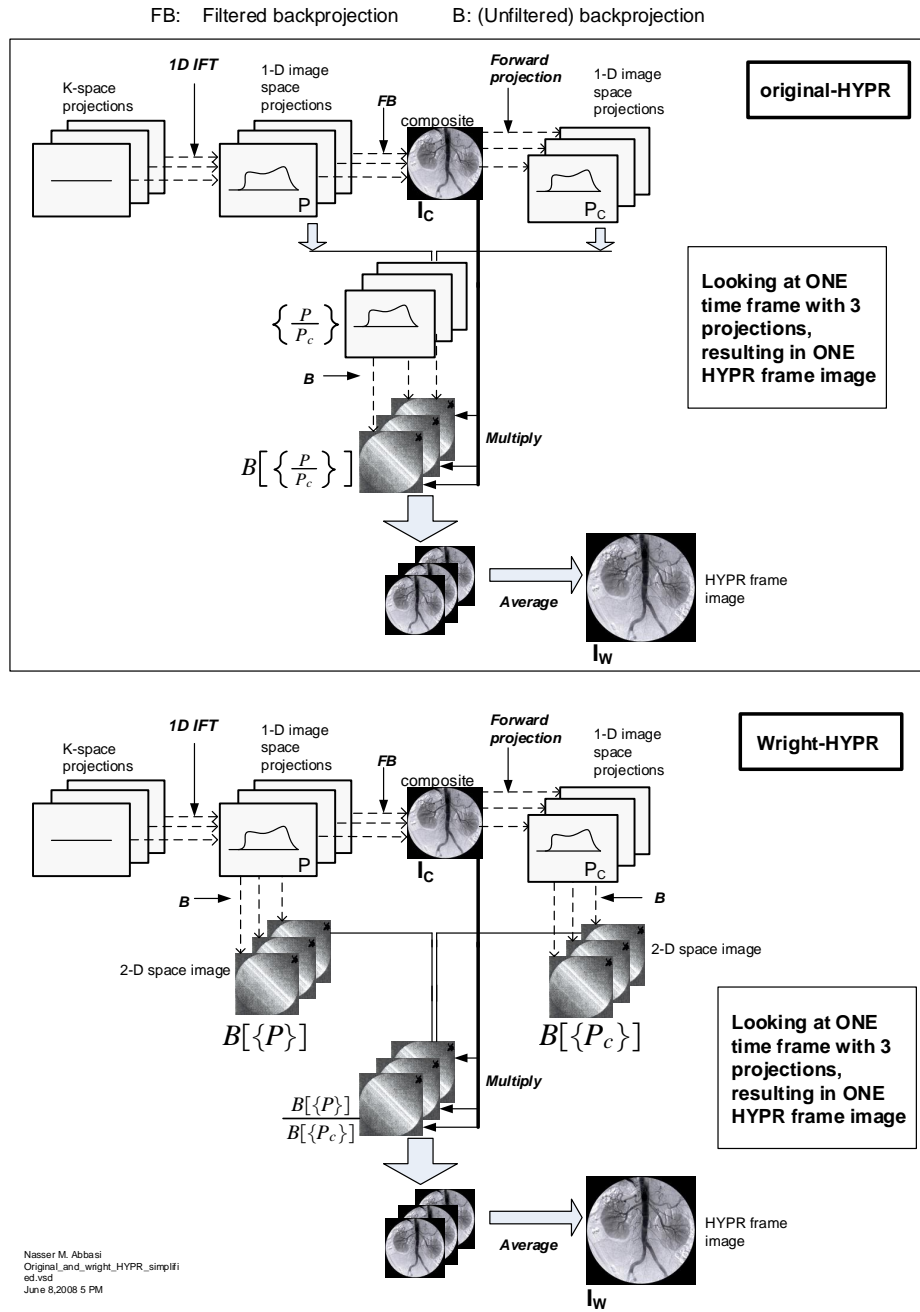 FB: Filtered backprojection B: (Unfiltered) backprojection
original-HYPR
1D IFT
K-space
projections
1-D image
space
projections
P
FB
composite
I_C
Forward
projection
1-D image
space
projections
P_C
Looking at ONE
time frame with 3
projections,
resulting in ONE
HYPR frame image
{P/P_c}
B
B[{P/P_c}]
Multiply
Average
I_W
HYPR frame
image
Wright-HYPR
1D IFT
K-space
projections
1-D image
space
projections
P
FB
composite
I_C
Forward
projection
1-D image
space
projections
P_C
B
B
2-D space image
2-D space image
B[{P}]
B[{P_c}]
Looking at ONE
time frame with 3
projections,
resulting in ONE
HYPR frame image
B[{P}]/B[{P_c}]
Multiply
Average
I_W
HYPR frame
image
Nasser M. Abbasi
Original_and_wright_HYPR_simplifi
ed.vsd
June 8,2008 5 PM